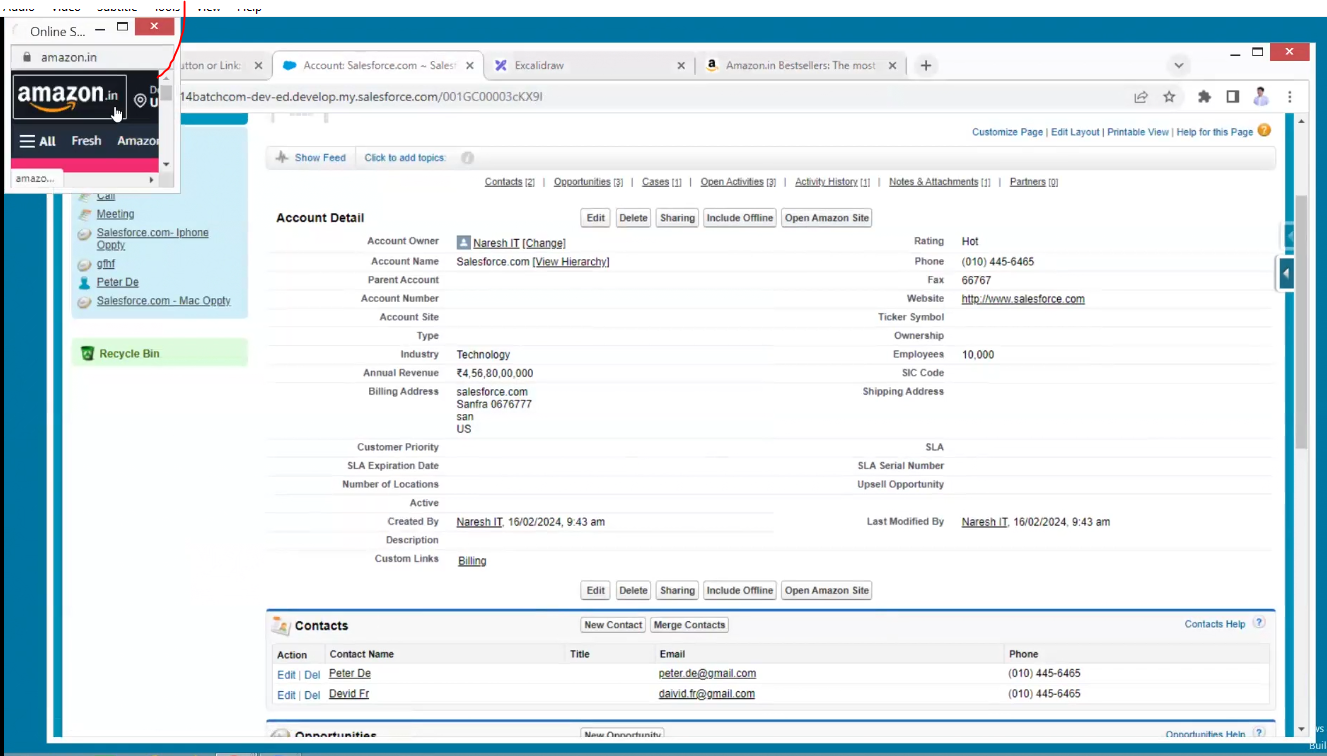 Audio Video Subtitle Tools View Help
Online S...
amazon.in
amazon.in
All Fresh Amazo
amazo...
utton or Link:
Account: Salesforce.com ~ Sales
Excalidraw
Amazon.in Bestsellers: The most
14batchcom-dev-ed.develop.my.salesforce.com/001GC00003cKX9I
Customize Page | Edit Layout | Printable View | Help for this Page
Show Feed Click to add topics:
Contacts [2] | Opportunities [3] | Cases [1] | Open Activities [3] | Activity History [1] | Notes & Attachments [1] | Partners [0]
Call
Meeting
Salesforce.com- Iphone
Oppty
gfhf
Peter De
Salesforce.com - Mac Oppty
Recycle Bin
Account Detail Edit Delete Sharing Include Offline Open Amazon Site
Account Owner Naresh IT [Change] Rating Hot
Account Name Salesforce.com [View Hierarchy] Phone (010) 445-6465
Parent Account Fax 66767
Account Number Website http://www.salesforce.com
Account Site Ticker Symbol
Type Ownership
Industry Technology Employees 10,000
Annual Revenue ₹4,56,80,00,000 SIC Code
Billing Address salesforce.com Shipping Address
Sanfra 0676777
san
US
Customer Priority SLA
SLA Expiration Date SLA Serial Number
Number of Locations Upsell Opportunity
Active
Created By Naresh IT, 16/02/2024, 9:43 am Last Modified By Naresh IT, 16/02/2024, 9:43 am
Description
Custom Links Billing
Edit Delete Sharing Include Offline Open Amazon Site
Contacts New Contact Merge Contacts Contacts Help
Action Contact Name Title Email Phone
Edit | Del Peter De peter.de@gmail.com (010) 445-6465
Edit | Del Devid Fr daivid.fr@gmail.com (010) 445-6465
Opportunities New Opportunity Opportunities Help